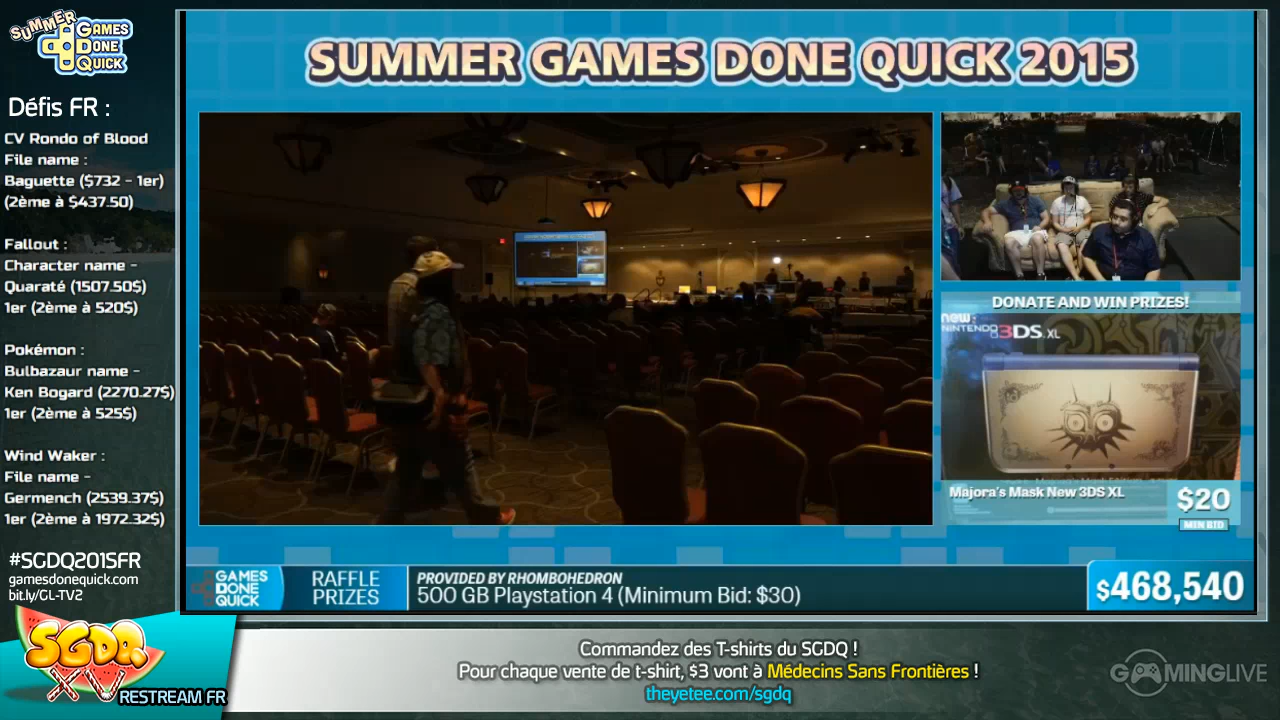 SUMMER
GAMES
DONE
QUICK
Défis FR :
CV Rondo of Blood
File name :
Baguette ($732 - 1er)
(2ème à $437.50)
Fallout :
Character name -
Quaraté (1507.50$)
1er (2ème à 520$)
Pokémon :
Bulbazaur name -
Ken Bogard (2270.27$)
1er (2ème à 525$)
Wind Waker :
File name -
Germench (2539.37$)
1er (2ème à 1972.32$)
#SGDQ2015FR
gamesdonequick.com
bit.ly/GL-TV2
SGDQ
XV
RESTREAM FR
SUMMER GAMES DONE QUICK 2015
DONATE AND WIN PRIZES!
new
NINTENDO 3DS XL
Majora's Mask New 3DS XL
$20
MIN BID
GAMES
DONE
QUICK
RAFFLE
PRIZES
PROVIDED BY RHOMBOHEDRON
500 GB Playstation 4 (Minimum Bid: $30)
$468,540
Commandez des T-shirts du SGDQ !
Pour chaque vente de t-shirt, $3 vont à Médecins Sans Frontières !
theyetee.com/sgdq
GAMINGLIVE